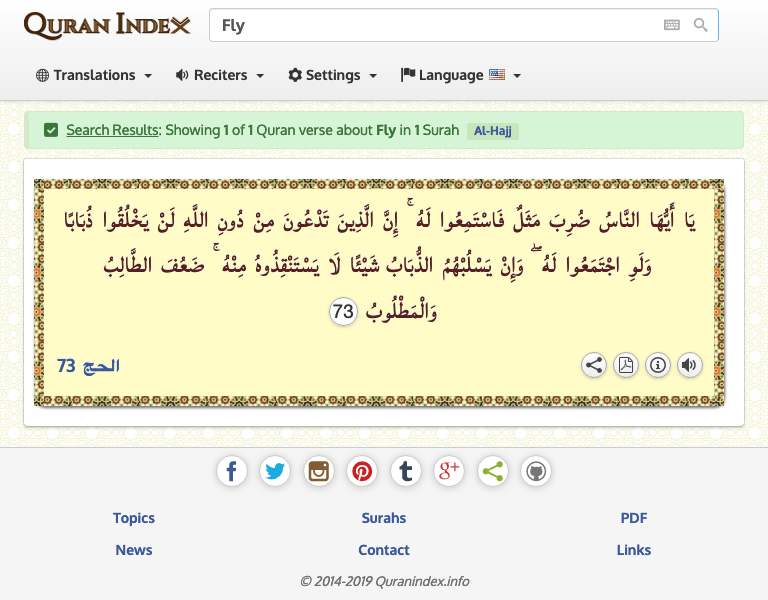 QURAN INDEX
Fly
Translations
Reciters
Settings
Language
Search Results: Showing 1 of 1 Quran verse about Fly in 1 Surah Al-Hajj
يَا أَيُّهَا النَّاسُ ضُرِبَ مَثَلٌ فَاسْتَمِعُوا لَهُ ۚ إِنَّ الَّذِينَ تَدْعُونَ مِنْ دُونِ اللَّهِ لَنْ يَخْلُقُوا ذُبَابًا
وَلَوِ اجْتَمَعُوا لَهُ ۖ وَإِنْ يَسْلُبْهُمُ الذُّبَابُ شَيْئًا لَا يَسْتَنْقِذُوهُ مِنْهُ ۚ ضَعُفَ الطَّالِبُ
وَالْمَطْلُوبُ 73
الحج 73
Topics
Surahs
PDF
News
Contact
Links
© 2014-2019 Quranindex.info